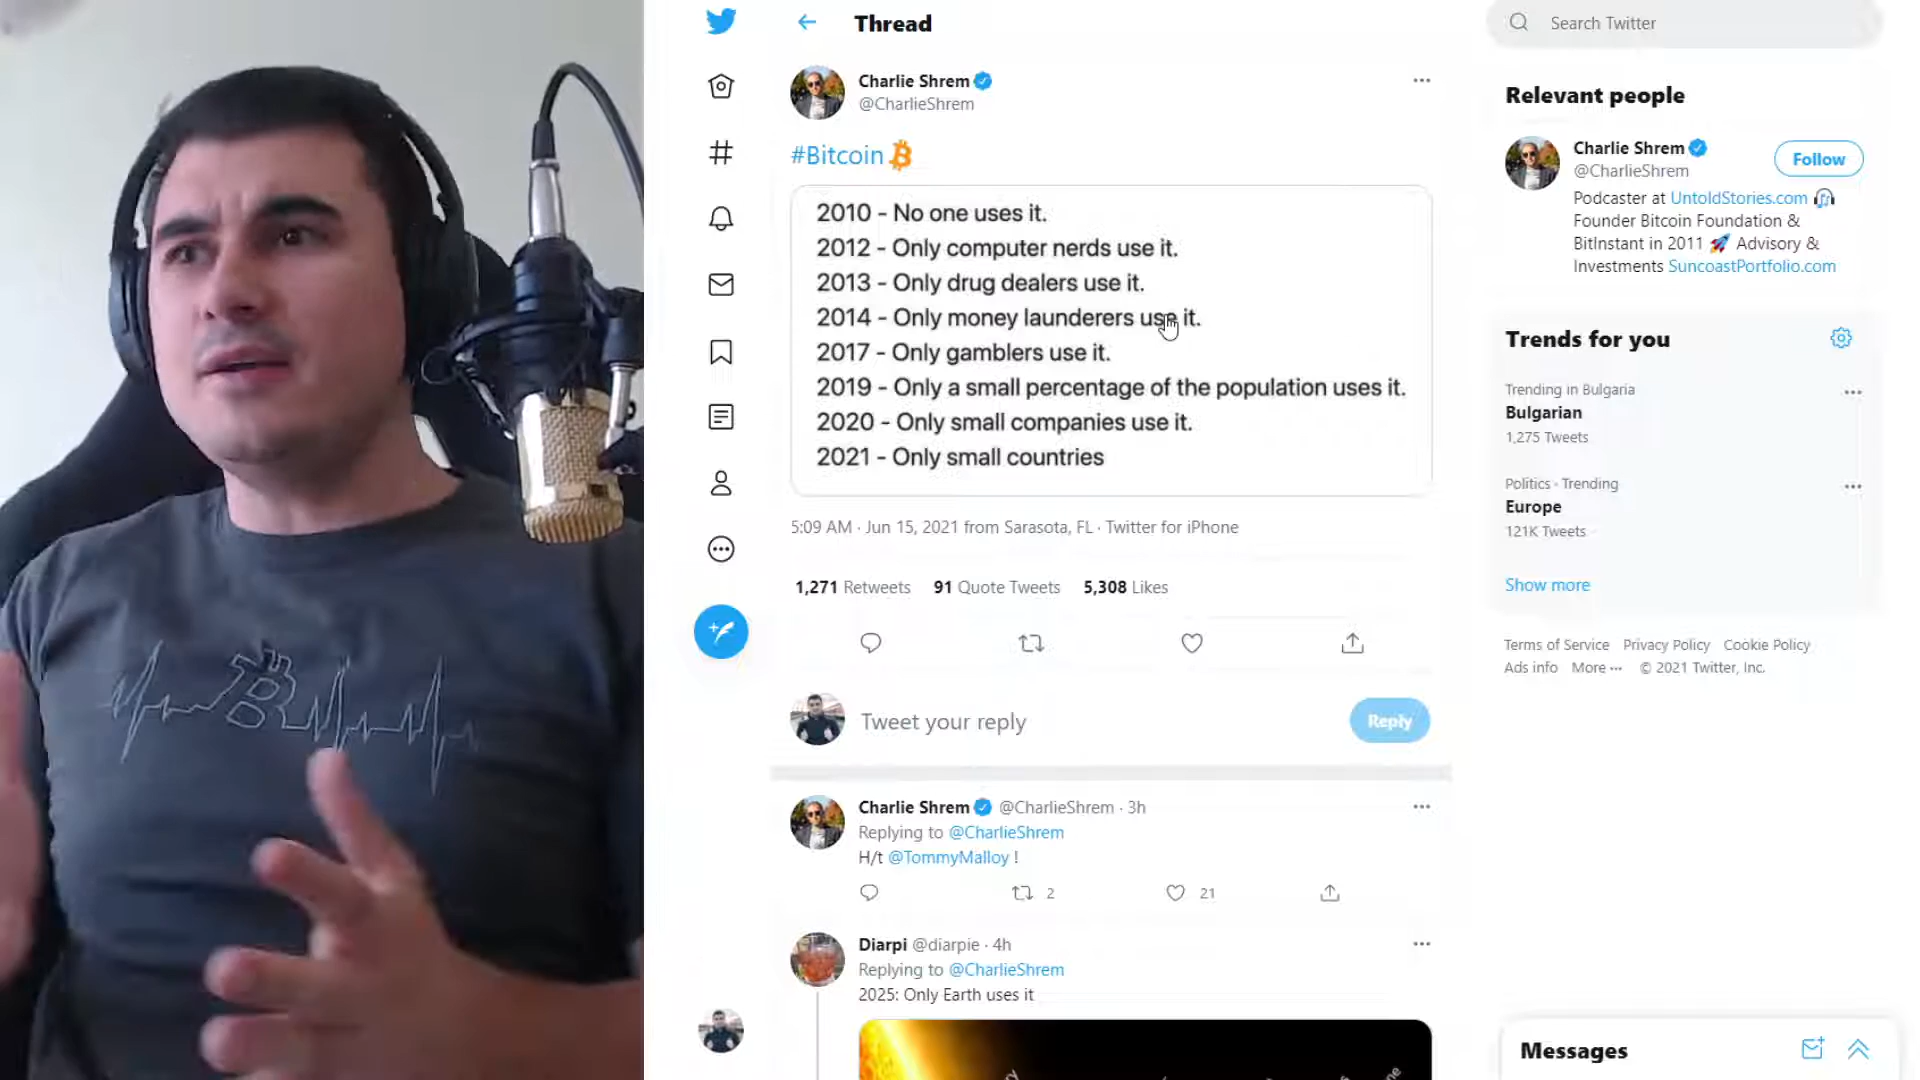 Thread
Charlie Shrem
@CharlieShrem
#Bitcoin
2010 - No one uses it.
2012 - Only computer nerds use it.
2013 - Only drug dealers use it.
2014 - Only money launderers use it.
2017 - Only gamblers use it.
2019 - Only a small percentage of the population uses it.
2020 - Only small companies use it.
2021 - Only small countries
5:09 AM · Jun 15, 2021 from Sarasota, FL · Twitter for iPhone
1,271 Retweets 91 Quote Tweets 5,308 Likes
Tweet your reply
Reply
Charlie Shrem @CharlieShrem · 3h
Replying to @CharlieShrem
H/t @TommyMalloy !
2
21
Diarpi @diarpie · 4h
Replying to @CharlieShrem
2025: Only Earth uses it
Search Twitter
Relevant people
Charlie Shrem
@CharlieShrem
Follow
Podcaster at UntoldStories.com
Founder Bitcoin Foundation &
BitInstant in 2011 🚀 Advisory &
Investments SuncoastPortfolio.com
Trends for you
Trending in Bulgaria
Bulgarian
1,275 Tweets
Politics · Trending
Europe
121K Tweets
Show more
Terms of Service Privacy Policy Cookie Policy
Ads info More ··· © 2021 Twitter, Inc.
Messages